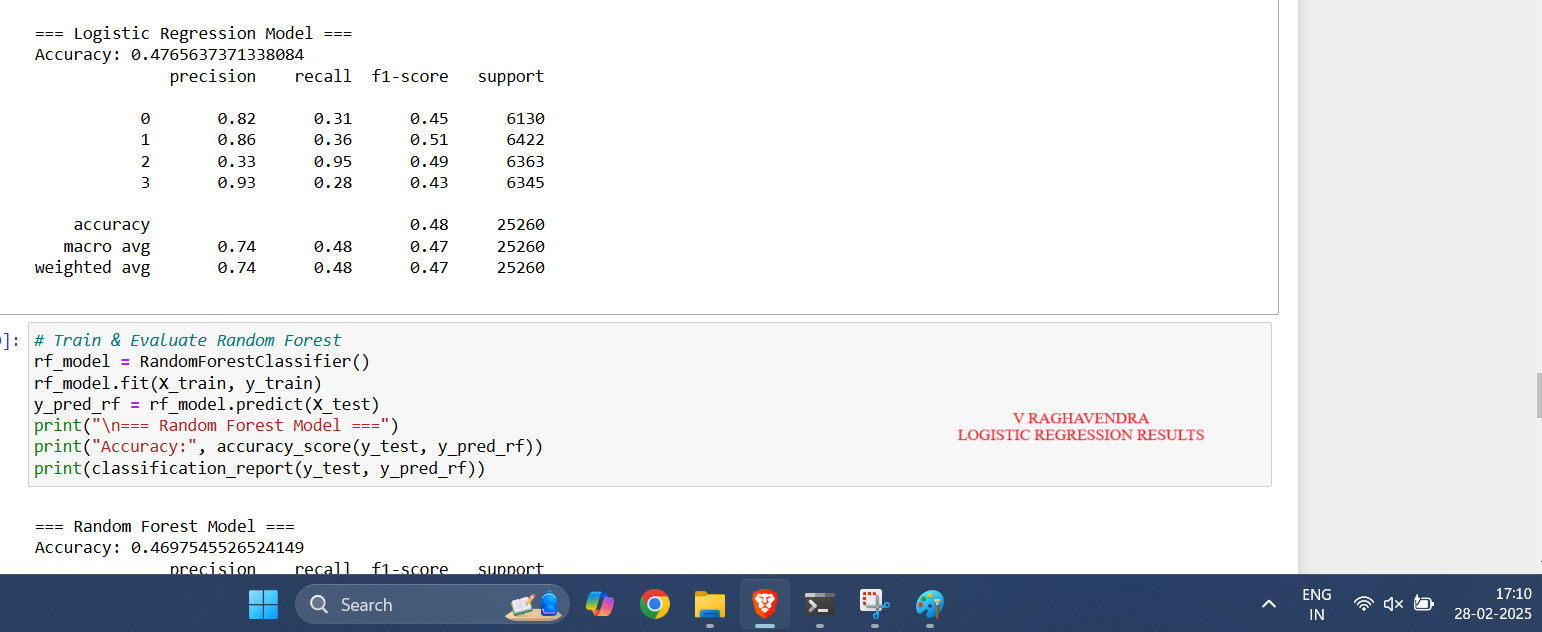 === Logistic Regression Model ===
Accuracy: 0.4765637371338084
precision recall f1-score support
0 0.82 0.31 0.45 6130
1 0.86 0.36 0.51 6422
2 0.33 0.95 0.49 6363
3 0.93 0.28 0.43 6345
accuracy 0.48 25260
macro avg 0.74 0.48 0.47 25260
weighted avg 0.74 0.48 0.47 25260
]:
# Train & Evaluate Random Forest
rf_model = RandomForestClassifier()
rf_model.fit(X_train, y_train)
y_pred_rf = rf_model.predict(X_test)
print("\n=== Random Forest Model ===")
print("Accuracy:", accuracy_score(y_test, y_pred_rf))
print(classification_report(y_test, y_pred_rf))
V RAGHAVENDRA
LOGISTIC REGRESSION RESULTS
=== Random Forest Model ===
Accuracy: 0.4697545526524149
precision recall f1-score support
Search
ENG
IN
17:10
28-02-2025